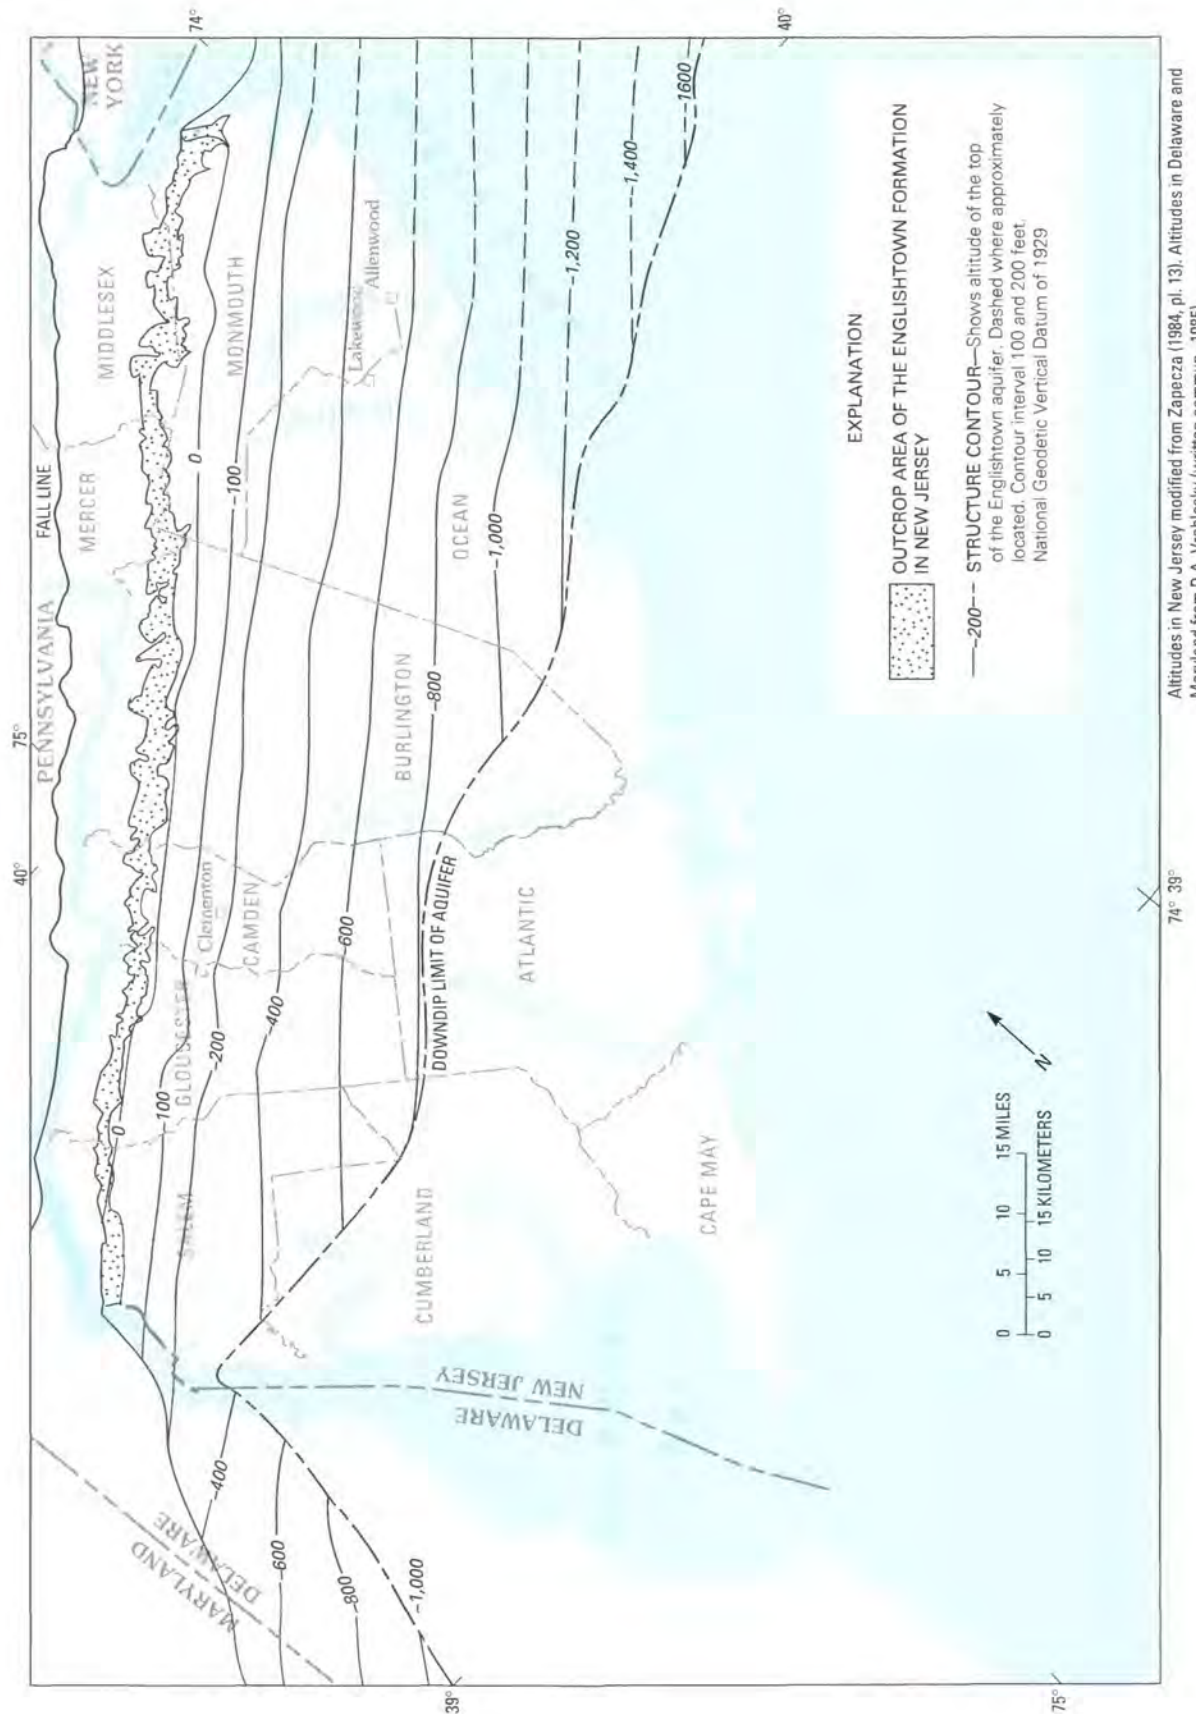 NEW
YORK
74°
40°
PENNSYLVANIA
FALL LINE
75°
40°
MERCER
MIDDLESEX
MONMOUTH
Lakewood
Allenwood
OCEAN
BURLINGTON
Clementon
CAMDEN
GLOUCESTER
SALEM
ATLANTIC
CUMBERLAND
CAPE MAY
DOWNDIP LIMIT OF AQUIFER
0
-100
0
100
-200
-400
-600
-800
-1,000
-1,200
-1,400
-1600
-400
-600
-800
-1,000
NEW JERSEY
DELAWARE
MARYLAND
DELAWARE
39°
75°
74° 39°
N
0 5 10 15 MILES
0 5 10 15 KILOMETERS
EXPLANATION
OUTCROP AREA OF THE ENGLISHTOWN FORMATION
IN NEW JERSEY
—-200-– STRUCTURE CONTOUR—Shows altitude of the top
of the Englishtown aquifer. Dashed where approximately
located. Contour interval 100 and 200 feet.
National Geodetic Vertical Datum of 1929
Altitudes in New Jersey modified from Zapecza (1984, pl. 13). Altitudes in Delaware and